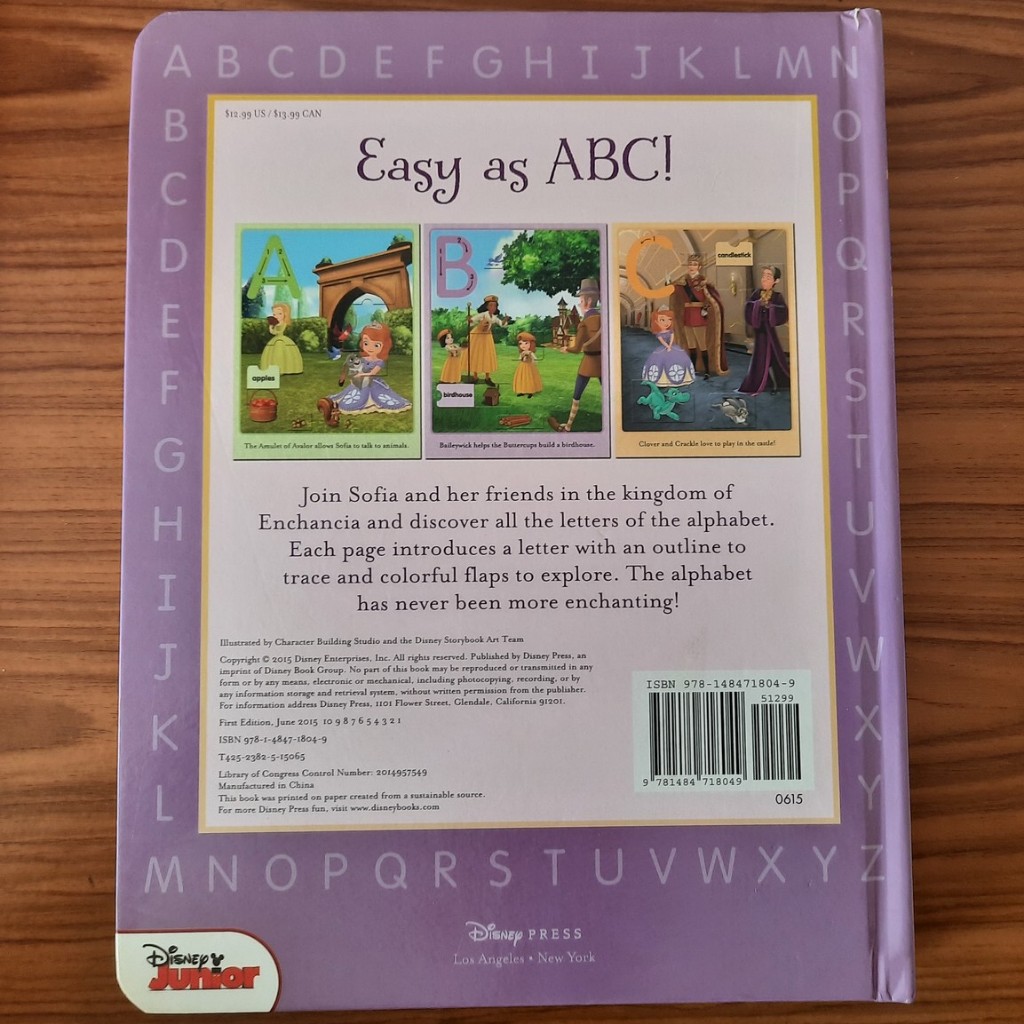 A B C D E F G H I J K L M N
B
C
D
E
F
G
H
I
J
K
L
O
P
Q
R
S
T
U
V
W
X
Y
Z
$12.99 US / $13.99 CAN
Easy as ABC!
A
apples
The Amulet of Avalor allows Sofia to talk to animals.
B
birdhouse
Baileywick helps the Buttercups build a birdhouse.
C
candlestick
Clover and Crackle love to play in the castle!
Join Sofia and her friends in the kingdom of
Enchancia and discover all the letters of the alphabet.
Each page introduces a letter with an outline to
trace and colorful flaps to explore. The alphabet
has never been more enchanting!
Illustrated by Character Building Studio and the Disney Storybook Art Team
Copyright © 2015 Disney Enterprises, Inc. All rights reserved. Published by Disney Press, an
imprint of Disney Book Group. No part of this book may be reproduced or transmitted in any
form or by any means, electronic or mechanical, including photocopying, recording, or by
any information storage and retrieval system, without written permission from the publisher.
For information address Disney Press, 1101 Flower Street, Glendale, California 91201.
First Edition, June 2015 10 9 8 7 6 5 4 3 2 1
ISBN 978-1-4847-1804-9
T425-2382-5-15065
Library of Congress Control Number: 2014957549
Manufactured in China
This book was printed on paper created from a sustainable source.
For more Disney Press fun, visit www.disneybooks.com
ISBN 978-148471804-9
51299
9 781484 718049
0615
M N O P Q R S T U V W X Y
Disney PRESS
Los Angeles • New York
Disney
Junior